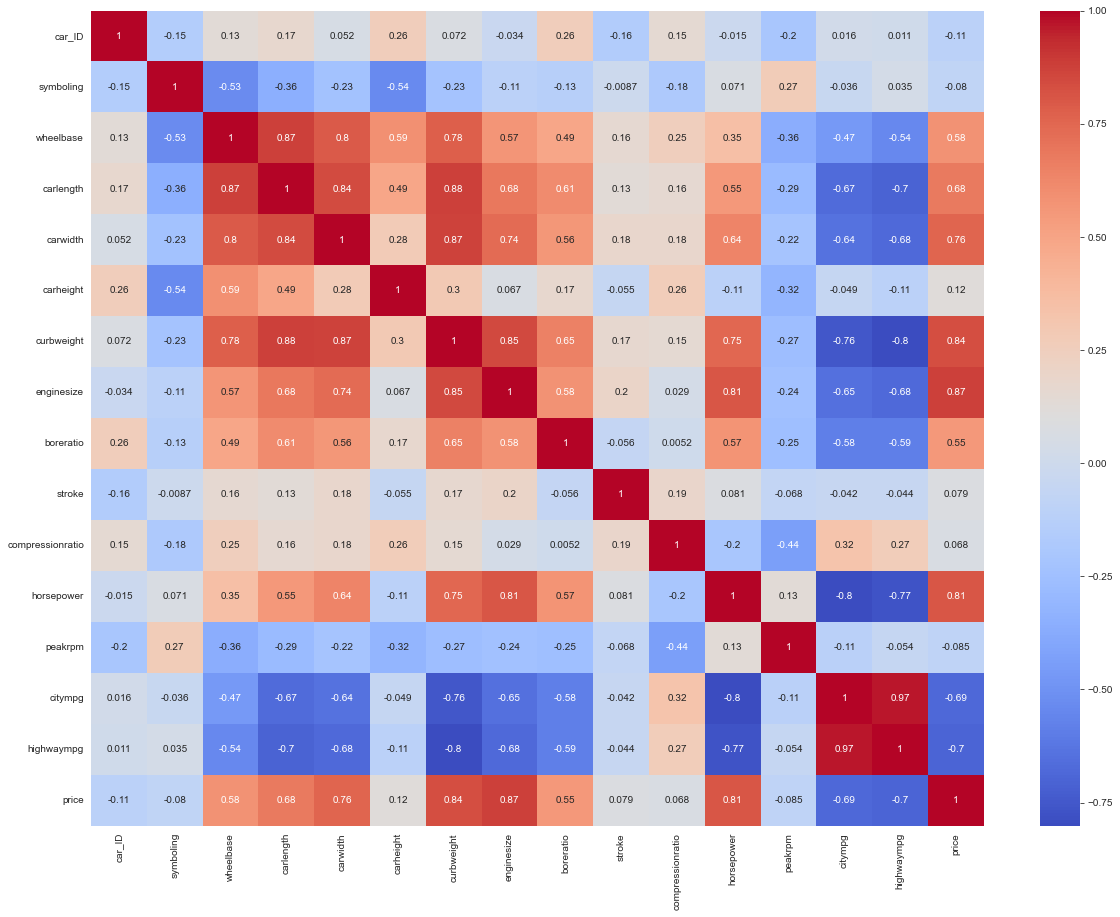 car_ID 1 -0.15 0.13 0.17 0.052 0.26 0.072 -0.034 0.26 -0.16 0.15 -0.015 -0.2 0.016 0.011 -0.11
symboling -0.15 1 -0.53 -0.36 -0.23 -0.54 -0.23 -0.11 -0.13 -0.0087 -0.18 0.071 0.27 -0.036 0.035 -0.08
wheelbase 0.13 -0.53 1 0.87 0.8 0.59 0.78 0.57 0.49 0.16 0.25 0.35 -0.36 -0.47 -0.54 0.58
carlength 0.17 -0.36 0.87 1 0.84 0.49 0.88 0.68 0.61 0.13 0.16 0.55 -0.29 -0.67 -0.7 0.68
carwidth 0.052 -0.23 0.8 0.84 1 0.28 0.87 0.74 0.56 0.18 0.18 0.64 -0.22 -0.64 -0.68 0.76
carheight 0.26 -0.54 0.59 0.49 0.28 1 0.3 0.067 0.17 -0.055 0.26 -0.11 -0.32 -0.049 -0.11 0.12
curbweight 0.072 -0.23 0.78 0.88 0.87 0.3 1 0.85 0.65 0.17 0.15 0.75 -0.27 -0.76 -0.8 0.84
enginesize -0.034 -0.11 0.57 0.68 0.74 0.067 0.85 1 0.58 0.2 0.029 0.81 -0.24 -0.65 -0.68 0.87
boreratio 0.26 -0.13 0.49 0.61 0.56 0.17 0.65 0.58 1 -0.056 0.0052 0.57 -0.25 -0.58 -0.59 0.55
stroke -0.16 -0.0087 0.16 0.13 0.18 -0.055 0.17 0.2 -0.056 1 0.19 0.081 -0.068 -0.042 -0.044 0.079
compressionratio 0.15 -0.18 0.25 0.16 0.18 0.26 0.15 0.029 0.0052 0.19 1 -0.2 -0.44 0.32 0.27 0.068
horsepower -0.015 0.071 0.35 0.55 0.64 -0.11 0.75 0.81 0.57 0.081 -0.2 1 0.13 -0.8 -0.77 0.81
peakrpm -0.2 0.27 -0.36 -0.29 -0.22 -0.32 -0.27 -0.24 -0.25 -0.068 -0.44 0.13 1 -0.11 -0.054 -0.085
citympg 0.016 -0.036 -0.47 -0.67 -0.64 -0.049 -0.76 -0.65 -0.58 -0.042 0.32 -0.8 -0.11 1 0.97 -0.69
highwaympg 0.011 0.035 -0.54 -0.7 -0.68 -0.11 -0.8 -0.68 -0.59 -0.044 0.27 -0.77 -0.054 0.97 1 -0.7
price -0.11 -0.08 0.58 0.68 0.76 0.12 0.84 0.87 0.55 0.079 0.068 0.81 -0.085 -0.69 -0.7 1
car_ID symboling wheelbase carlength carwidth carheight curbweight enginesize boreratio stroke compressionratio horsepower peakrpm citympg highwaympg price
1.00
0.75
0.50
0.25
0.00
−0.25
−0.50
−0.75